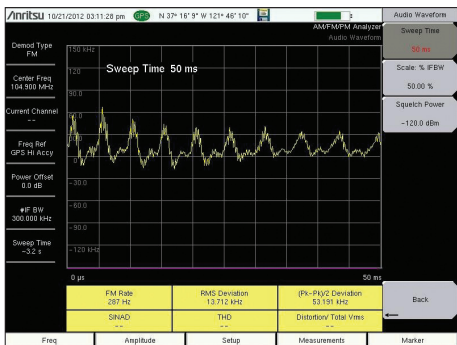 Anritsu 10/21/2012 03:11:28 pm GPS N 37° 16' 9" W 121° 46' 10"
Audio Waveform
AM/FM/PM Analyzer
Audio Waveform
Demod Type
FM
Center Freq
104.900 MHz
Current Channel
--
Freq Ref
GPS Hi Accy
Power Offset
0.0 dB
#IF BW
300.000 kHz
Sweep Time
~3.2 s
150 kHz
120
90.0
0
-30.0
-60.0
-90.0
-120 kHz
Sweep Time 50 ms
0 µs
50 ms
FM Rate
287 Hz
RMS Deviation
13.712 kHz
(Pk-Pk)/2 Deviation
53.191 kHz
SINAD
--
THD
--
Distortion/ Total Vrms
--
Sweep Time
50 ms
Scale: % IFBW
50.00 %
Squelch Power
-120.0 dBm
Back
Freq
Amplitude
Setup
Measurements
Marker